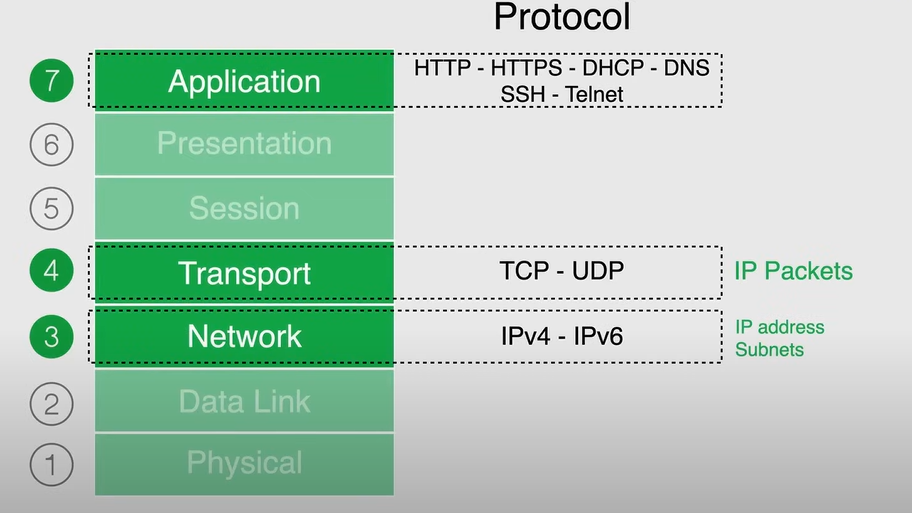 Protocol
7 Application HTTP - HTTPS - DHCP - DNS
SSH - Telnet
6 Presentation
5 Session
4 Transport TCP - UDP IP Packets
3 Network IPv4 - IPv6 IP address
Subnets
2 Data Link
1 Physical